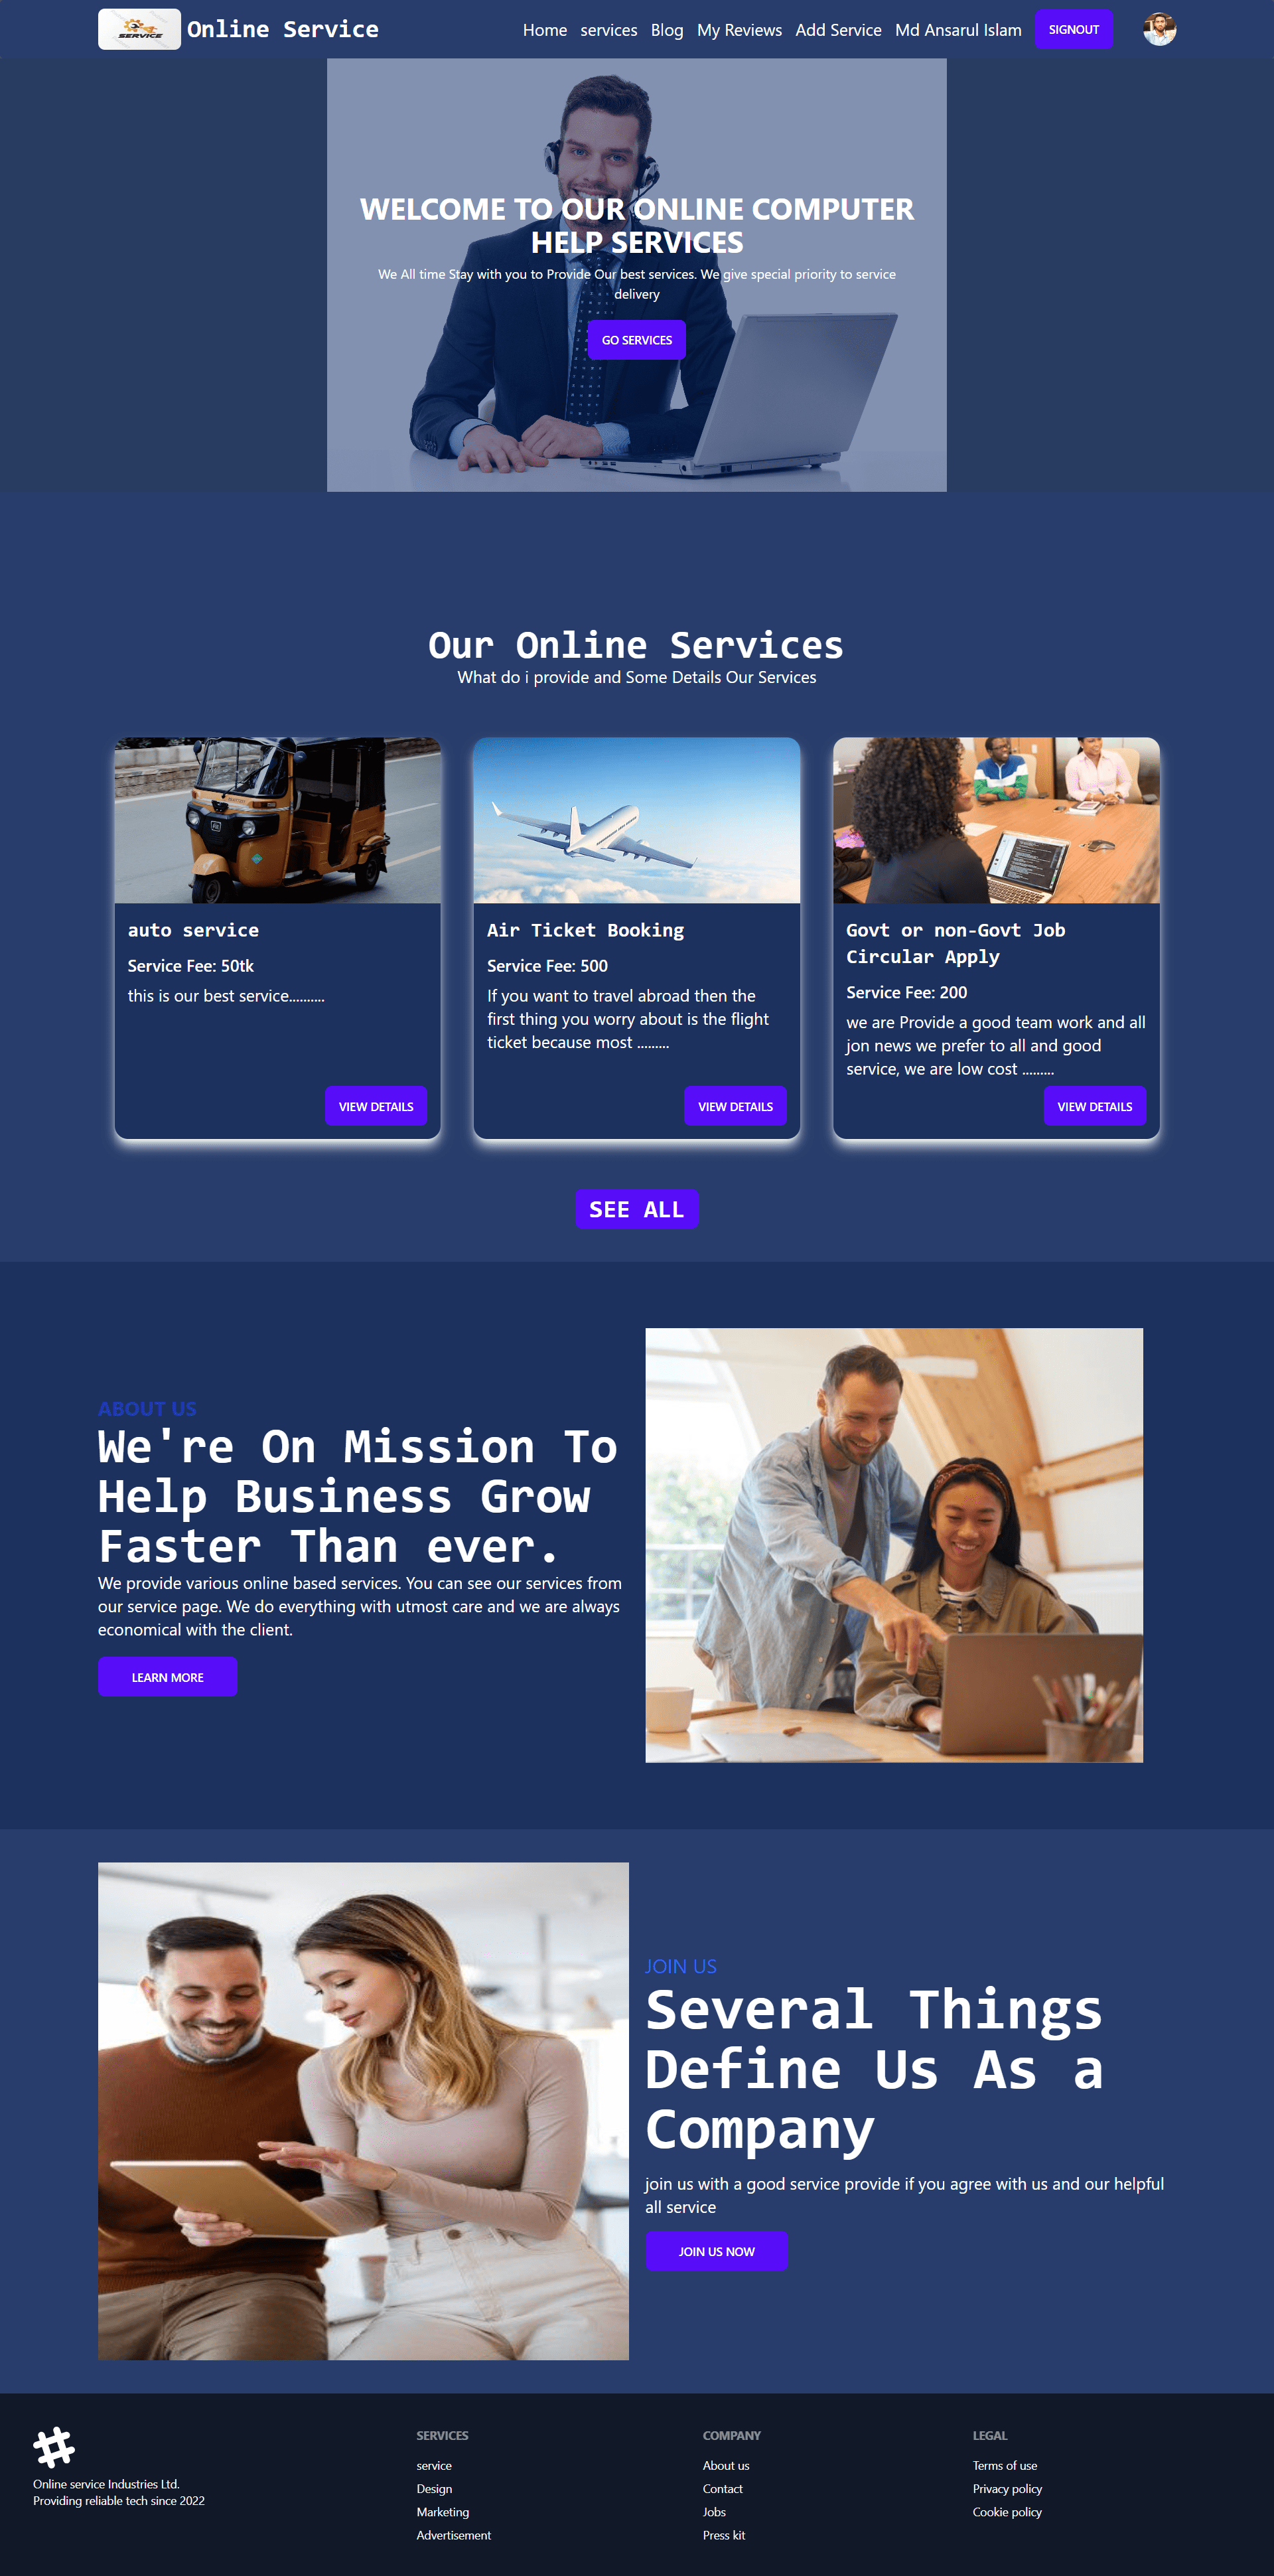 SERVICE
Online Service
Home services Blog My Reviews Add Service Md Ansarul Islam SIGNOUT
WELCOME TO OUR ONLINE COMPUTER
HELP SERVICES
We All time Stay with you to Provide Our best services. We give special priority to service
delivery
GO SERVICES
Our Online Services
What do i provide and Some Details Our Services
auto service
Service Fee: 50tk
this is our best service..........
VIEW DETAILS
Air Ticket Booking
Service Fee: 500
If you want to travel abroad then the
first thing you worry about is the flight
ticket because most .........
VIEW DETAILS
Govt or non-Govt Job
Circular Apply
Service Fee: 200
we are Provide a good team work and all
jon news we prefer to all and good
service, we are low cost .........
VIEW DETAILS
SEE ALL
ABOUT US
We're On Mission To
Help Business Grow
Faster Than ever.
We provide various online based services. You can see our services from
our service page. We do everything with utmost care and we are always
economical with the client.
LEARN MORE
JOIN US
Several Things
Define Us As a
Company
join us with a good service provide if you agree with us and our helpful
all service
JOIN US NOW
Online service Industries Ltd.
Providing reliable tech since 2022
SERVICES
service
Design
Marketing
Advertisement
COMPANY
About us
Contact
Jobs
Press kit
LEGAL
Terms of use
Privacy policy
Cookie policy